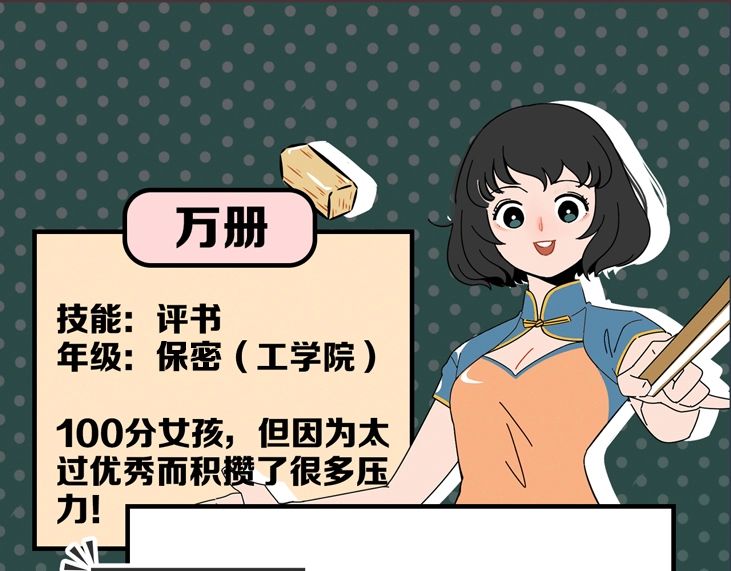 万册
技能：评书
年级：保密（工学院）
100分女孩，但因为太
过优秀而积攒了很多压
力！